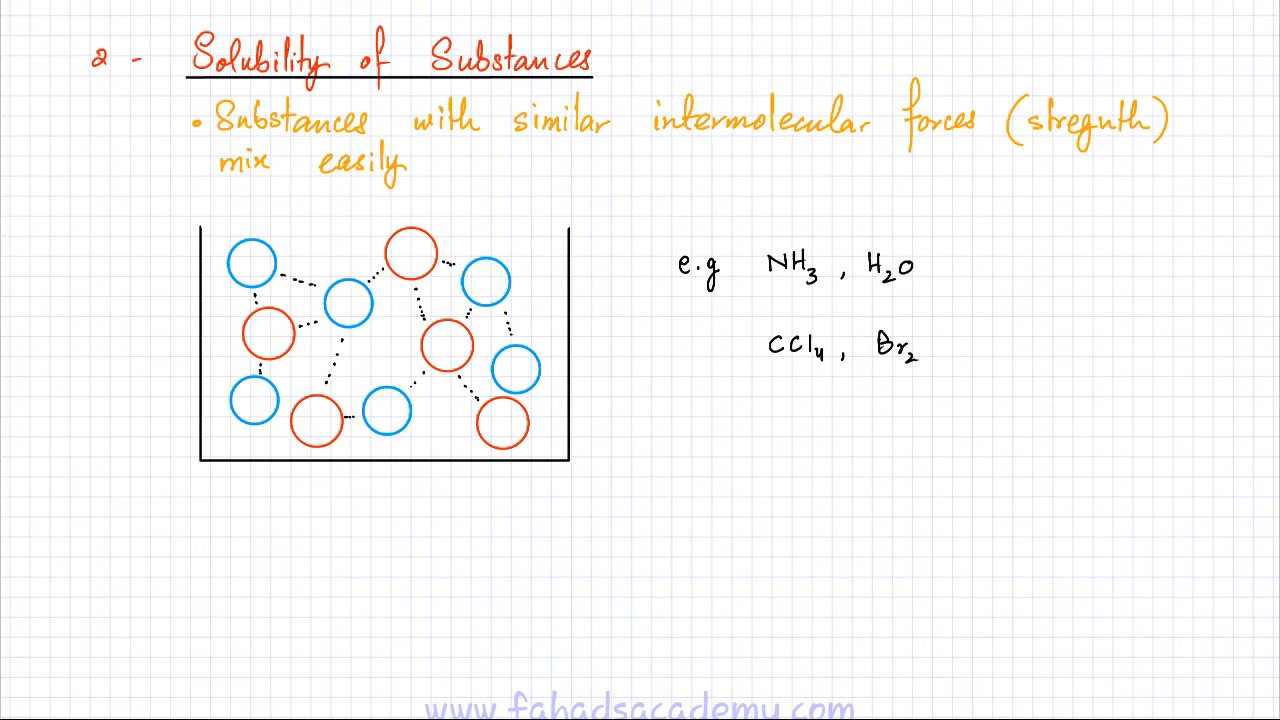 2 - Solubility of Substances
• Substances with similar intermolecular forces (stregnth)
mix easily
e.g NH₃ , H₂O
CCl₄ , Br₂
www.fahadsacademy.com